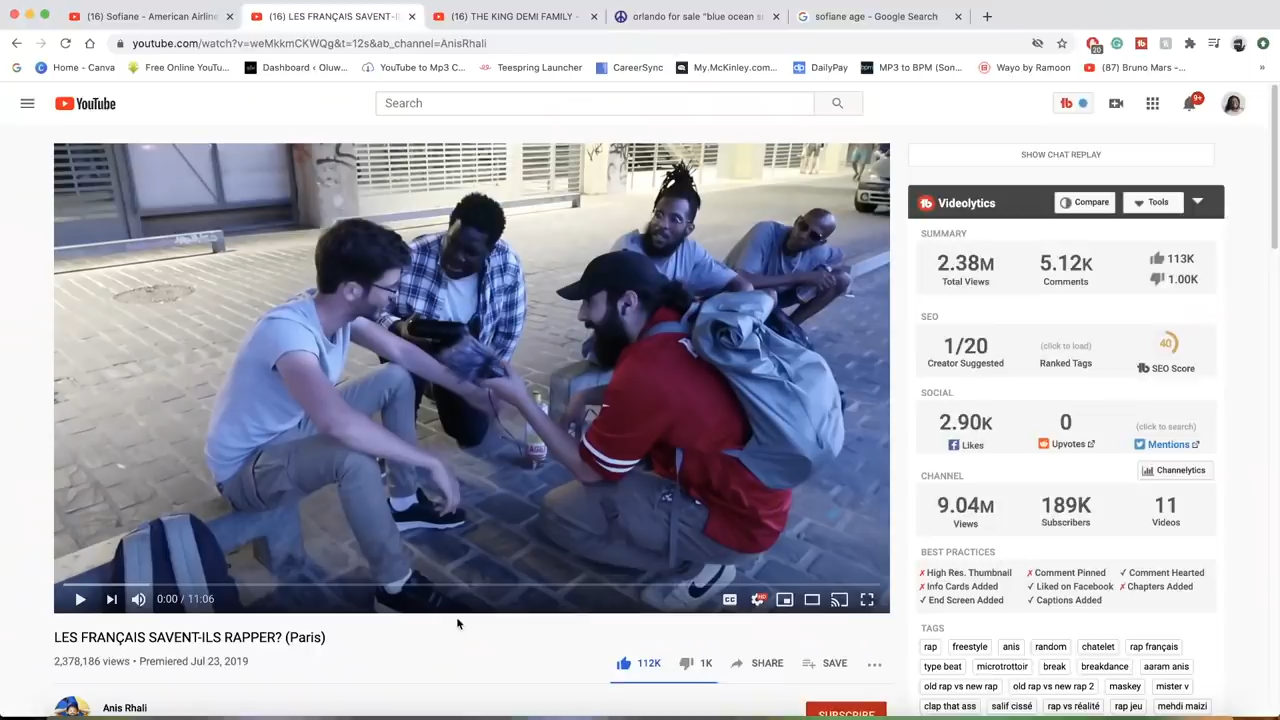 (16) Sofiane - American Airline
(16) LES FRANÇAIS SAVENT-IL
(16) THE KING DEMI FAMILY -
orlando for sale "blue ocean s
sofiane age - Google Search
youtube.com/watch?v=weMkkmCKWQg&t=12s&ab_channel=AnisRhali
20
Home - Canva
Free Online YouTu...
Dashboard ‹ Oluw...
YouTube to Mp3 C...
Teespring Launcher
CareerSync
My.McKinley.com...
DailyPay
MP3 to BPM (Son...
Wayo by Ramoon
(87) Bruno Mars -...
»
YouTube
Search
tb
9+
SHOW CHAT REPLAY
tb Videolytics
Compare
Tools
SUMMARY
2.38M
Total Views
5.12K
Comments
113K
1.00K
SEO
1/20
Creator Suggested
(click to load)
Ranked Tags
40
tb SEO Score
SOCIAL
2.90K
Likes
0
Upvotes
(click to search)
Mentions
CHANNEL
Channelytics
9.04M
Views
189K
Subscribers
11
Videos
BEST PRACTICES
✗ High Res. Thumbnail
✗ Comment Pinned
✓ Comment Hearted
✗ Info Cards Added
✓ Liked on Facebook
✗ Chapters Added
✓ End Screen Added
✓ Captions Added
TAGS
rap
freestyle
anis
random
chatelet
rap français
type beat
microtrottoir
break
breakdance
aaram anis
old rap vs new rap
old rap vs new rap 2
maskey
mister v
clap that ass
salif cissé
rap vs réalité
rap jeu
mehdi maizi
0:00 / 11:06
CC
HD
LES FRANÇAIS SAVENT-ILS RAPPER? (Paris)
2,378,186 views • Premiered Jul 23, 2019
112K
1K
SHARE
SAVE
Anis Rhali
SUBSCRIBE